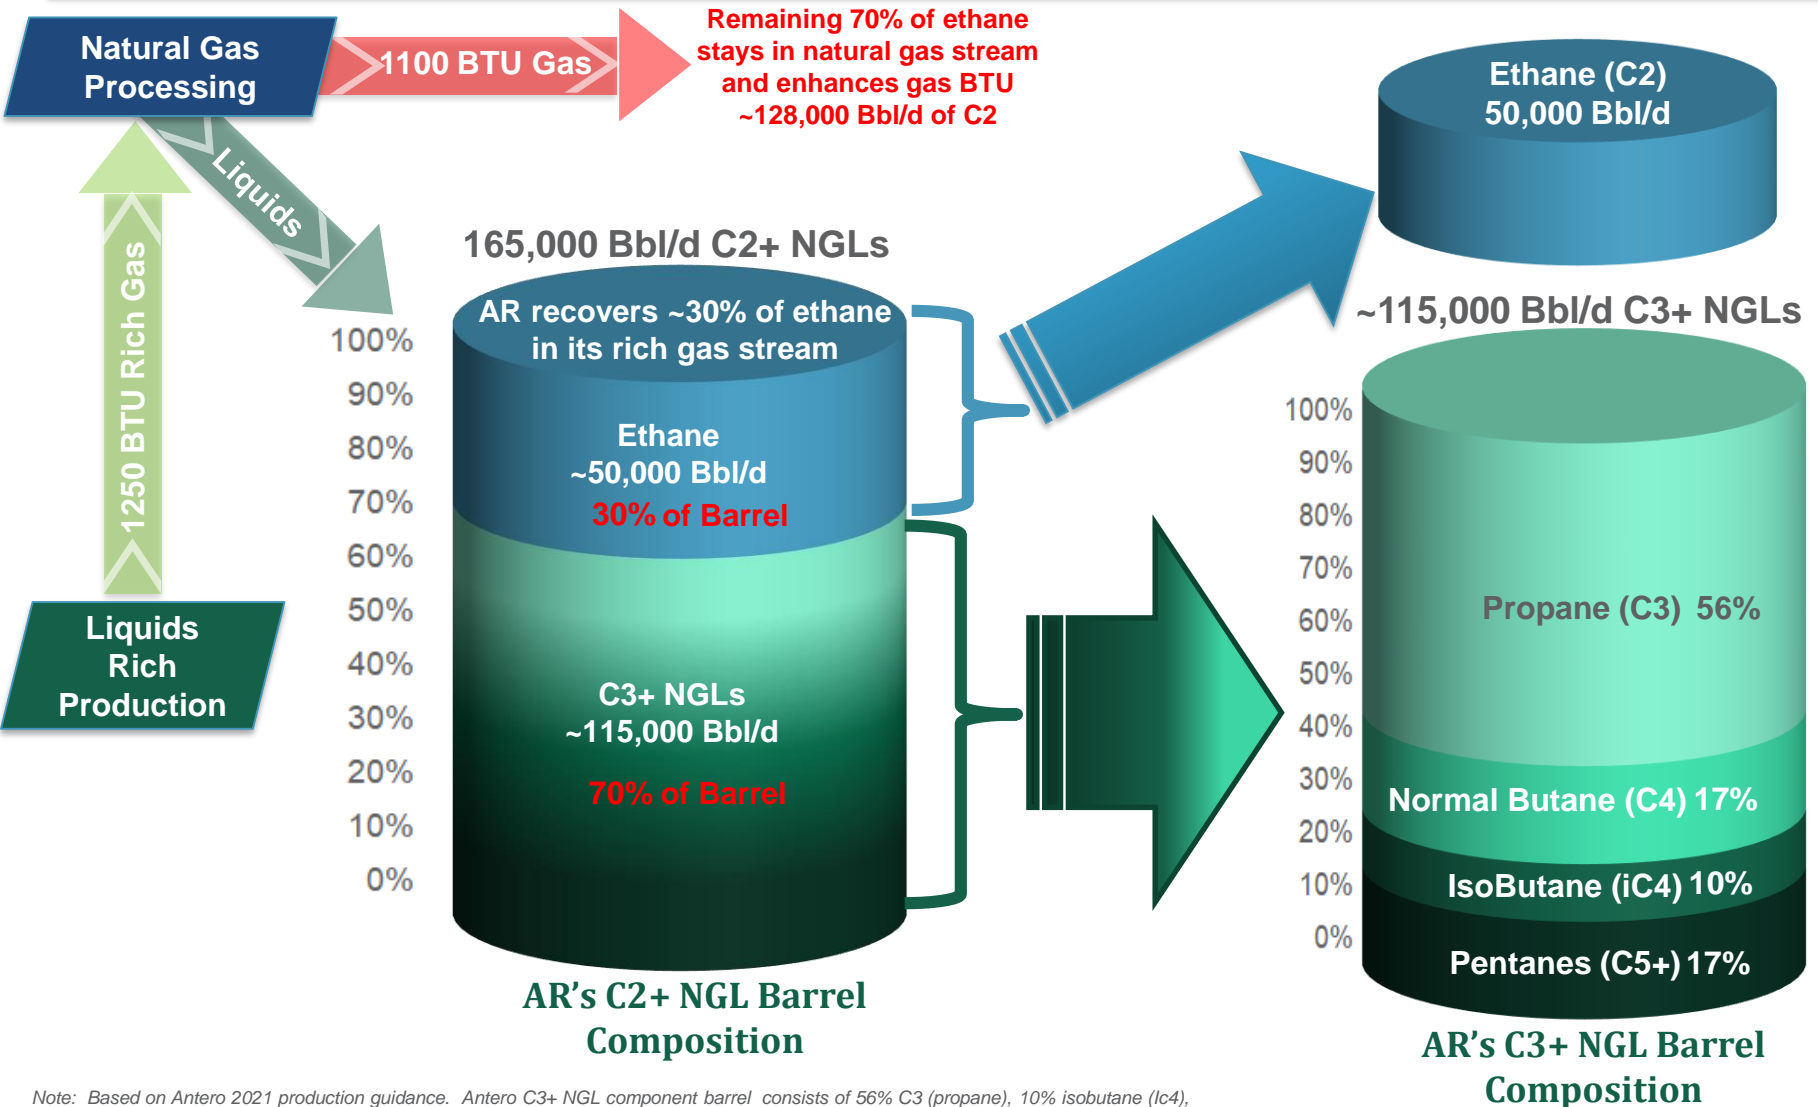 Natural Gas
Processing
1100 BTU Gas
Remaining 70% of ethane
stays in natural gas stream
and enhances gas BTU
~128,000 Bbl/d of C2
Liquids
1250 BTU Rich Gas
Liquids
Rich
Production
165,000 Bbl/d C2+ NGLs
AR recovers ~30% of ethane
in its rich gas stream
100%
90%
80%
70%
60%
50%
40%
30%
20%
10%
0%
Ethane
~50,000 Bbl/d
30% of Barrel
C3+ NGLs
~115,000 Bbl/d
70% of Barrel
AR's C2+ NGL Barrel
Composition
Ethane (C2)
50,000 Bbl/d
~115,000 Bbl/d C3+ NGLs
100%
90%
80%
70%
60%
50%
40%
30%
20%
10%
0%
Propane (C3) 56%
Normal Butane (C4) 17%
IsoButane (iC4) 10%
Pentanes (C5+) 17%
AR's C3+ NGL Barrel
Composition
Note: Based on Antero 2021 production guidance. Antero C3+ NGL component barrel consists of 56% C3 (propane), 10% isobutane (Ic4),